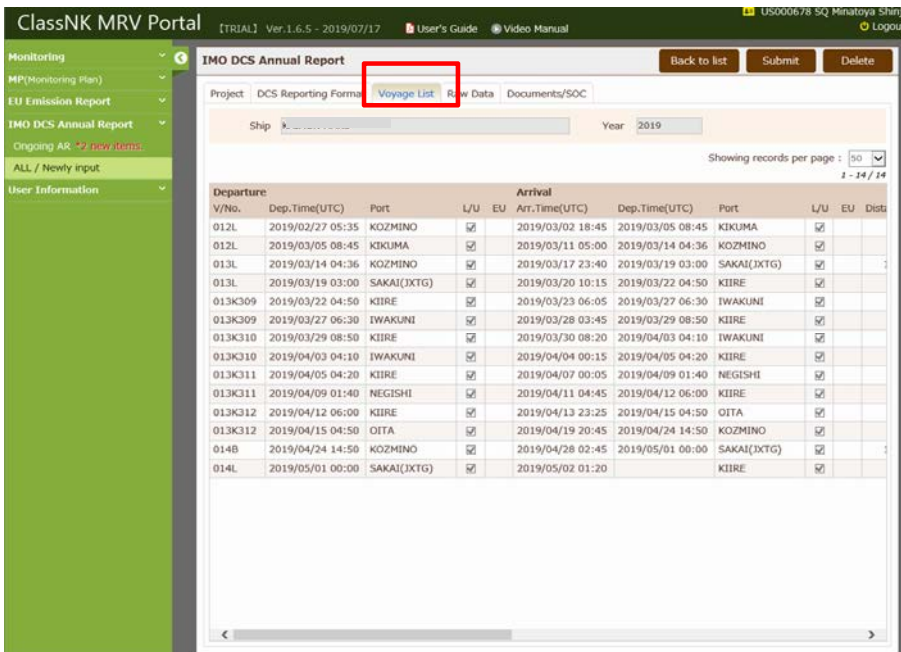 ClassNK MRV Portal 【TRIAL】 Ver.1.6.5 - 2019/07/17 User's Guide Video Manual US000678 SQ Minatoya Shin
Logou
Monitoring
MP(Monitoring Plan)
EU Emission Report
IMO DCS Annual Report
Ongoing AR *2 new items.
ALL / Newly input
User Information
IMO DCS Annual Report Back to list Submit Delete
Project DCS Reporting Forma Voyage List Raw Data Documents/SOC
Ship Year 2019
Showing records per page : 50
1 - 14 / 14
Departure Arrival
V/No. Dep.Time(UTC) Port L/U EU Arr.Time(UTC) Dep.Time(UTC) Port L/U EU Dista
012L 2019/02/27 05:35 KOZMINO 2019/03/02 18:45 2019/03/05 08:45 KIKUMA
012L 2019/03/05 08:45 KIKUMA 2019/03/11 05:00 2019/03/14 04:36 KOZMINO
013L 2019/03/14 04:36 KOZMINO 2019/03/17 23:40 2019/03/19 03:00 SAKAI(JXTG)
013L 2019/03/19 03:00 SAKAI(JXTG) 2019/03/20 10:15 2019/03/22 04:50 KIIRE
013K309 2019/03/22 04:50 KIIRE 2019/03/23 06:05 2019/03/27 06:30 IWAKUNI
013K309 2019/03/27 06:30 IWAKUNI 2019/03/28 03:45 2019/03/29 08:50 KIIRE
013K310 2019/03/29 08:50 KIIRE 2019/03/30 08:20 2019/04/03 04:10 IWAKUNI
013K310 2019/04/03 04:10 IWAKUNI 2019/04/04 00:15 2019/04/05 04:20 KIIRE
013K311 2019/04/05 04:20 KIIRE 2019/04/07 00:05 2019/04/09 01:40 NEGISHI
013K311 2019/04/09 01:40 NEGISHI 2019/04/11 04:45 2019/04/12 06:00 KIIRE
013K312 2019/04/12 06:00 KIIRE 2019/04/13 23:25 2019/04/15 04:50 OITA
013K312 2019/04/15 04:50 OITA 2019/04/19 20:45 2019/04/24 14:50 KOZMINO
014B 2019/04/24 14:50 KOZMINO 2019/04/28 02:45 2019/05/01 00:00 SAKAI(JXTG)
014L 2019/05/01 00:00 SAKAI(JXTG) 2019/05/02 01:20 KIIRE